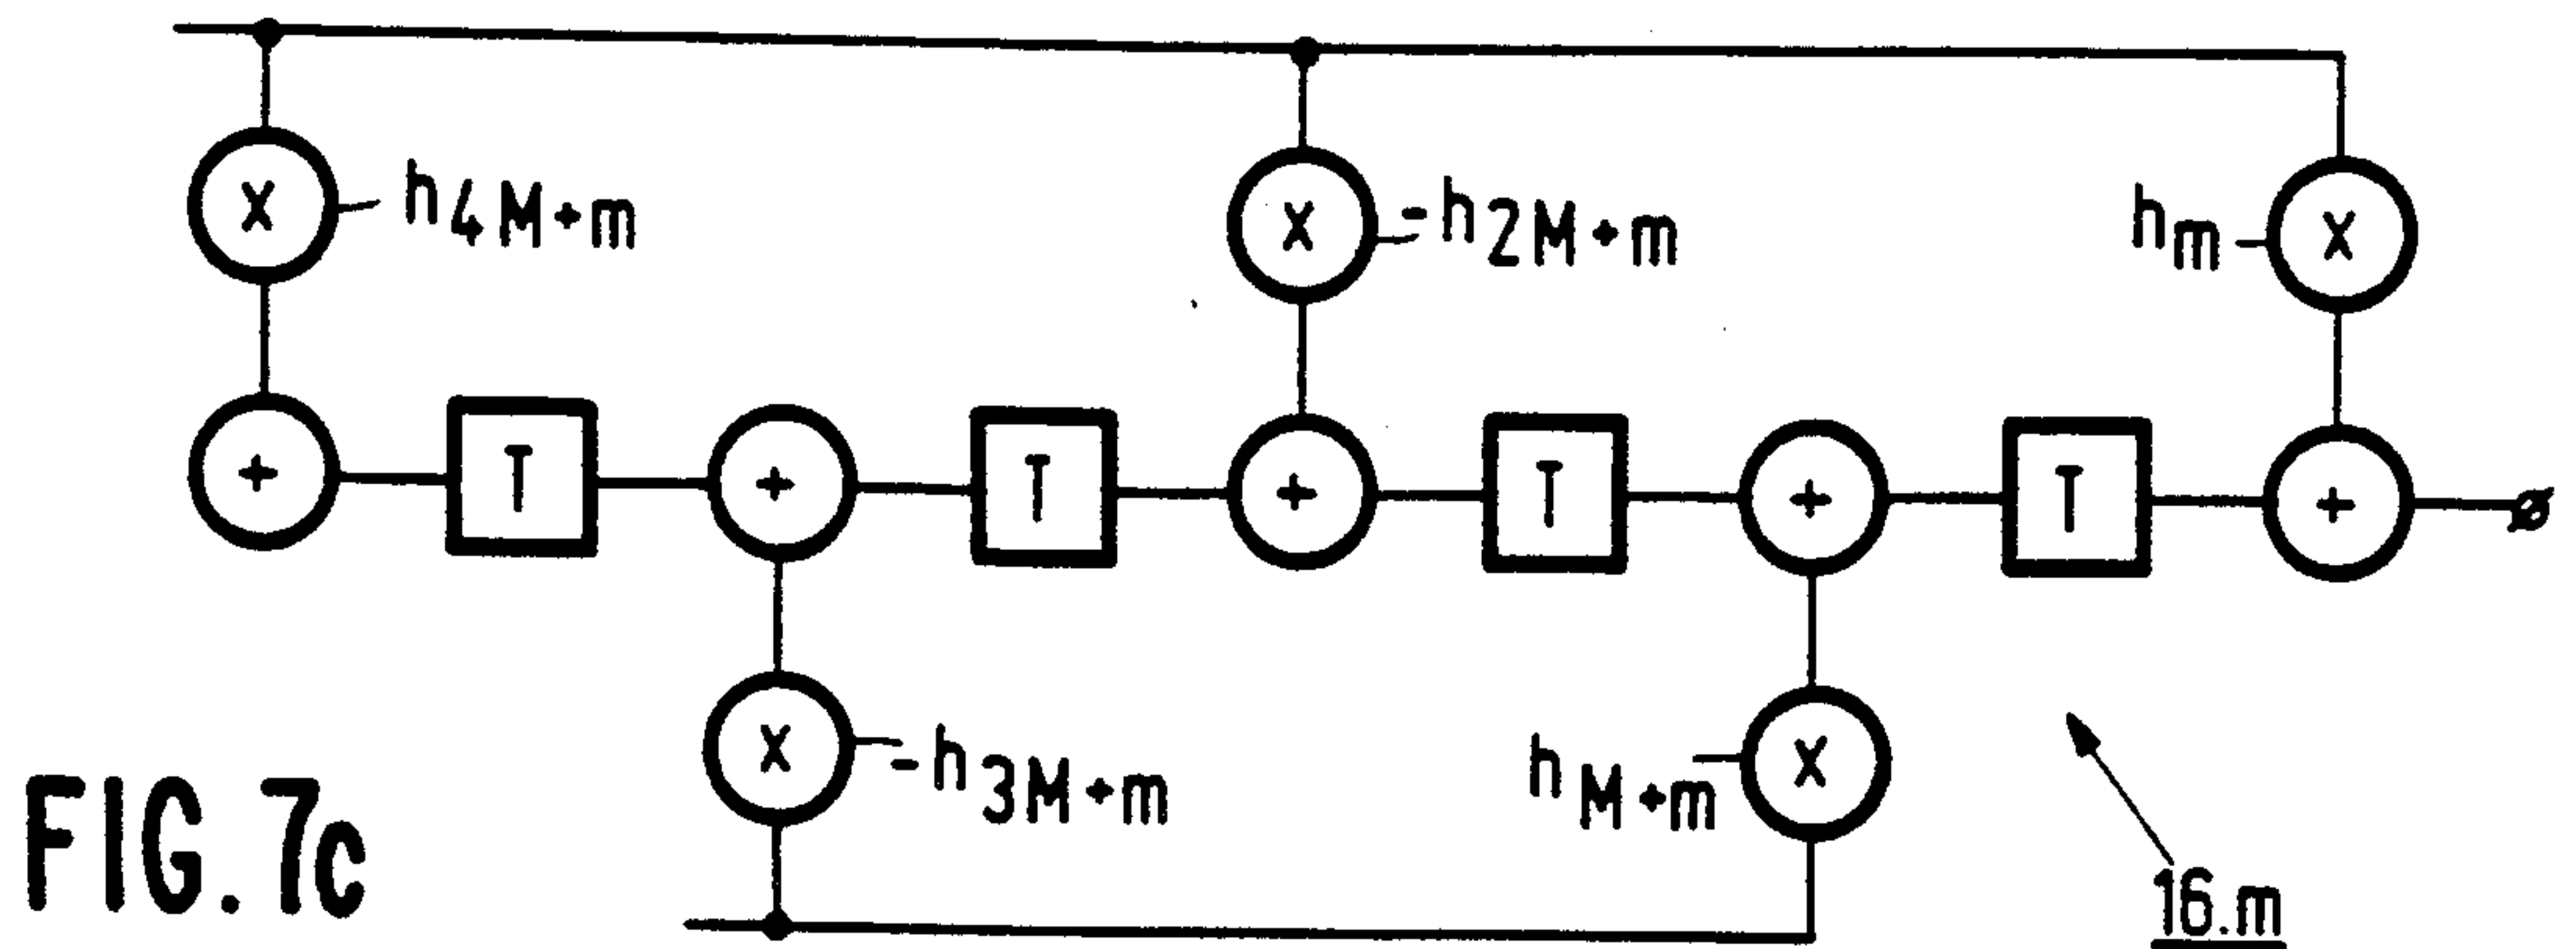 X h4M+m
X -h2M+m
hm X
+ T + T + T + T +
X -h3M+m
hM+m X
FIG.7c
16.m